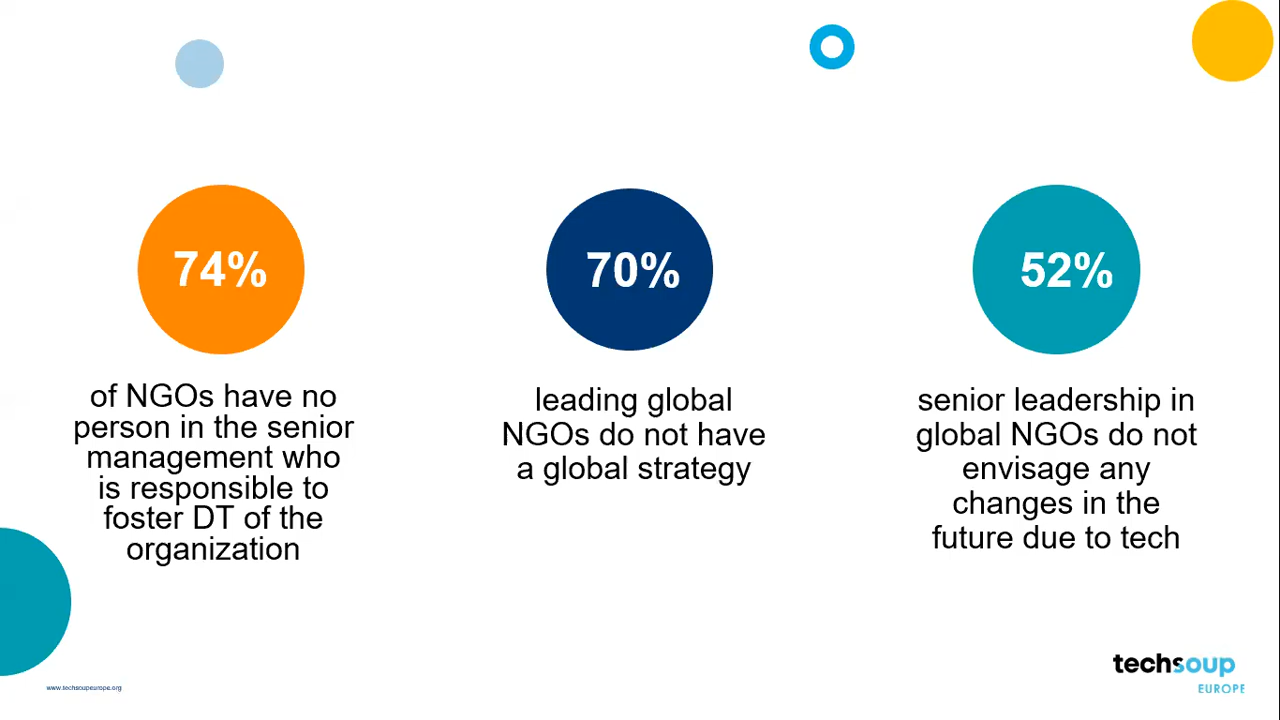 74%
of NGOs have no
person in the senior
management who
is responsible to
foster DT of the
organization
70%
leading global
NGOs do not have
a global strategy
52%
senior leadership in
global NGOs do not
envisage any
changes in the
future due to tech
www.techsoupeurope.org
techsoup
EUROPE